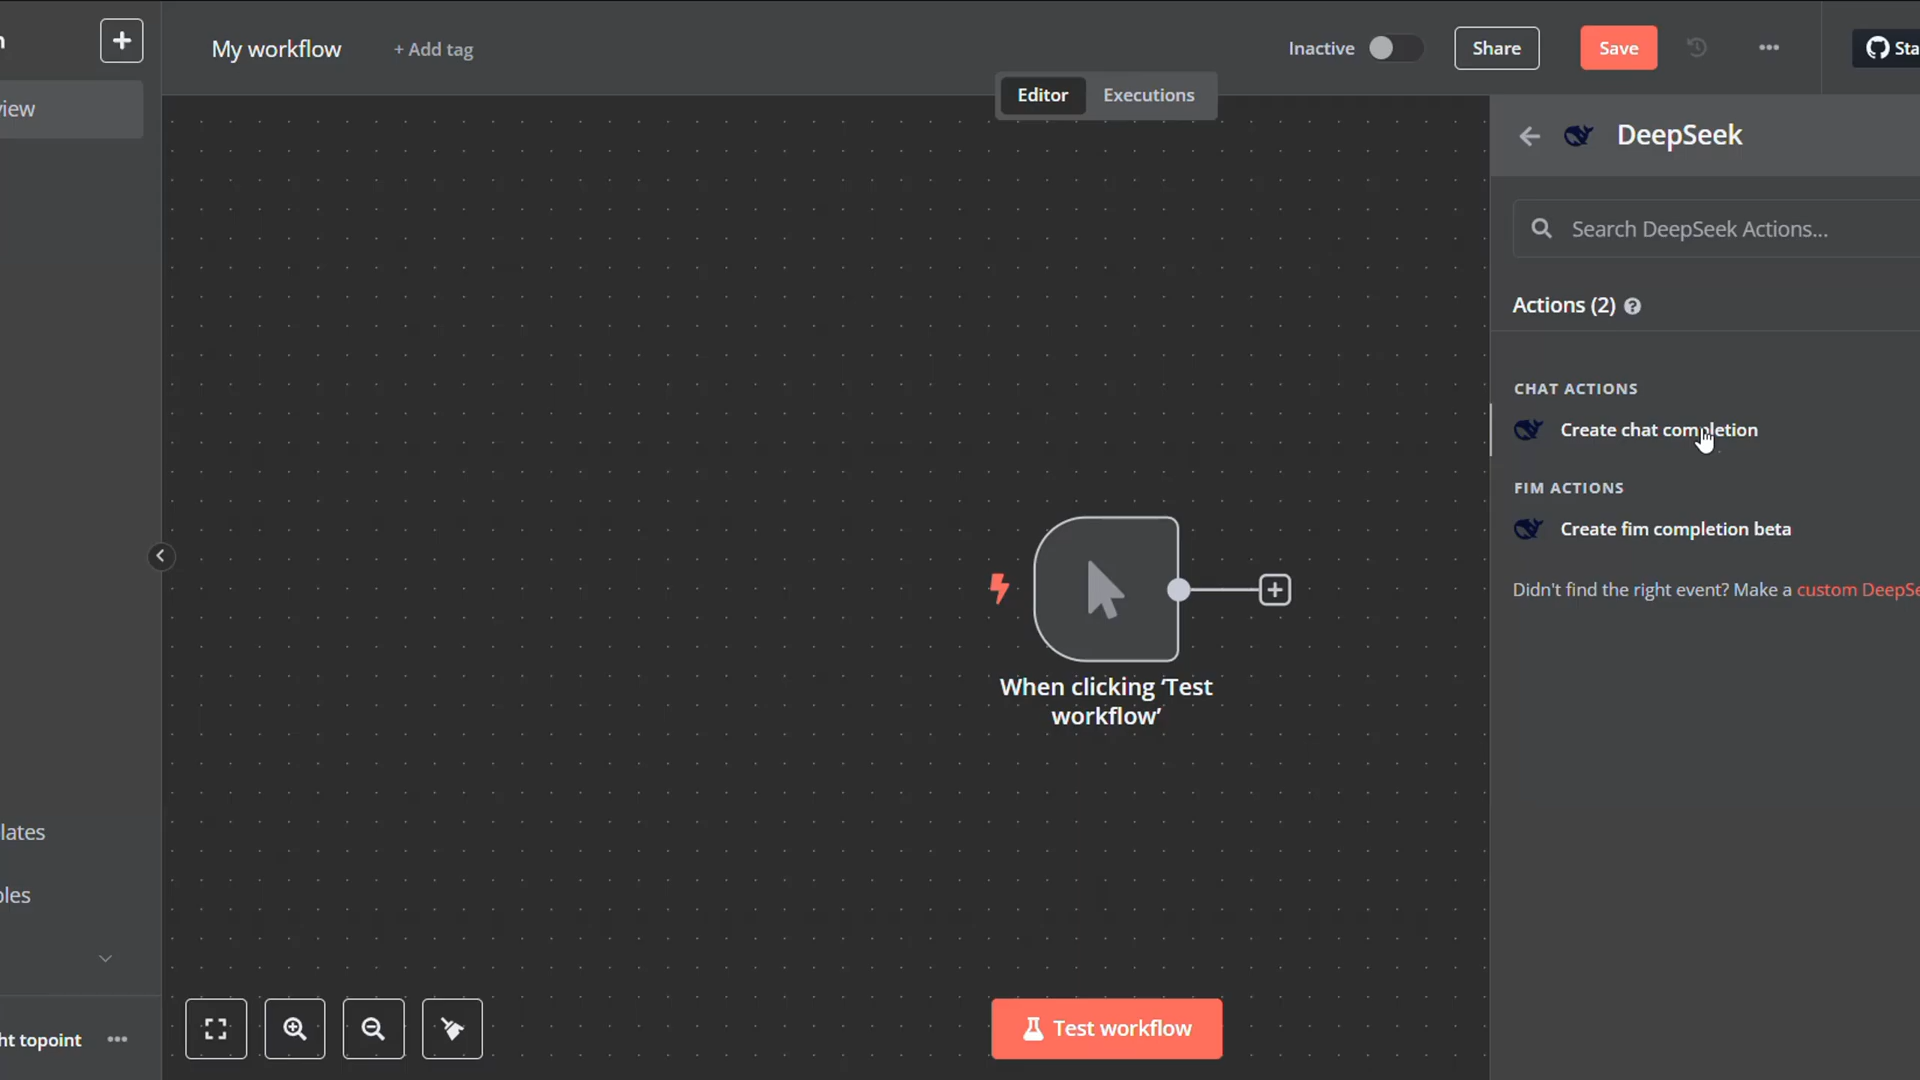 My workflow
+ Add tag
Inactive
Share
Save
Sta
Editor
Executions
view
DeepSeek
Search DeepSeek Actions...
Actions (2)
CHAT ACTIONS
Create chat completion
FIM ACTIONS
Create fim completion beta
Didn't find the right event? Make a custom DeepSe
When clicking ‘Test
workflow’
lates
bles
ht topoint
Test workflow